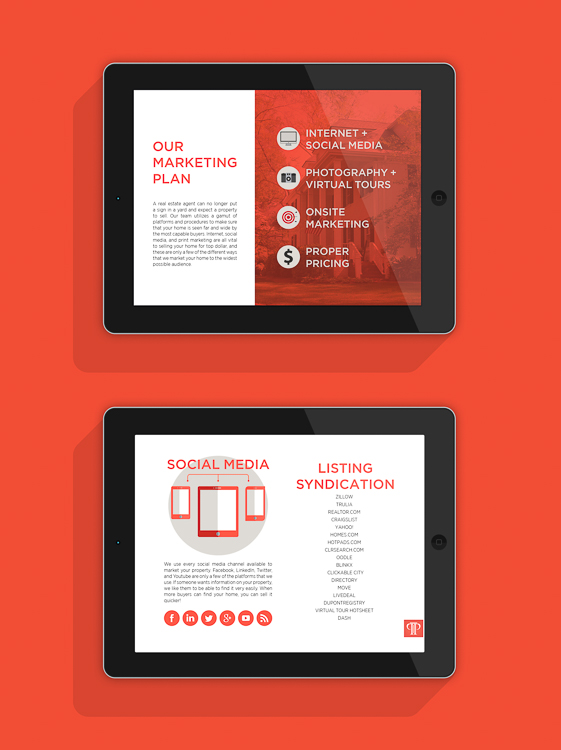 OUR
MARKETING
PLAN
A real estate agent can no longer put
a sign in a yard and expect a property
to sell. Our team utilizes a gamut of
platforms and procedures to make sure
that your home is seen far and wide by
the most capable buyers. Internet, social
media, and print marketing are all vital
to selling your home for top dollar, and
these are only a few of the different ways
that we market your home to the widest
possible audience.
INTERNET +
SOCIAL MEDIA
PHOTOGRAPHY +
VIRTUAL TOURS
ONSITE
MARKETING
$
PROPER
PRICING
SOCIAL MEDIA
We use every social media channel available to
market your property. Facebook, LinkedIn, Twitter,
and Youtube are only a few of the platforms that we
use. If someone wants information on your property,
we like them to be able to find it very easily. When
more buyers can find your home, you can sell it
quicker!
f in g+
LISTING
SYNDICATION
ZILLOW
TRULIA
REALTOR.COM
CRAIGSLIST
YAHOO!
HOMES.COM
HOTPADS.COM
CLRSEARCH.COM
OODLE
BLINKX
CLICKABLE CITY
DIRECTORY
MOVE
LIVEDEAL
DUPONTREGISTRY
VIRTUAL TOUR HOTSHEET
DASH